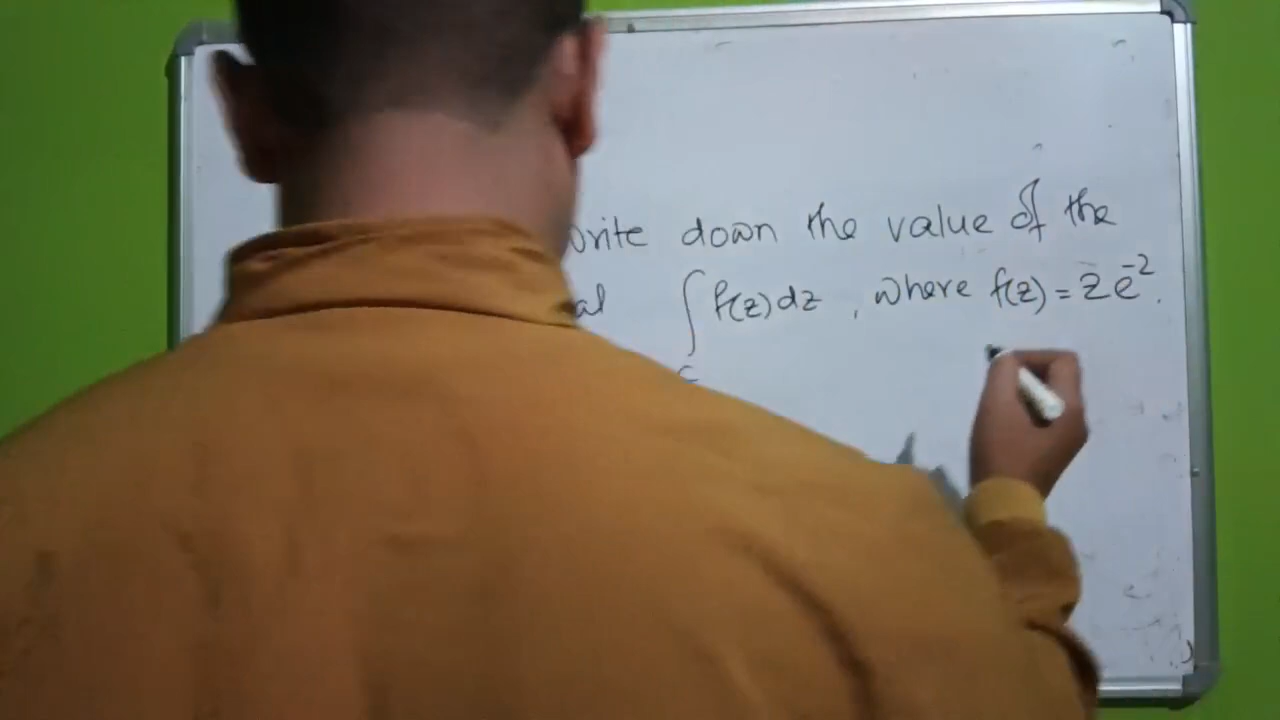 write down the value of the
al ∫ f(z)dz , where f(z) = z e^-2 .
c